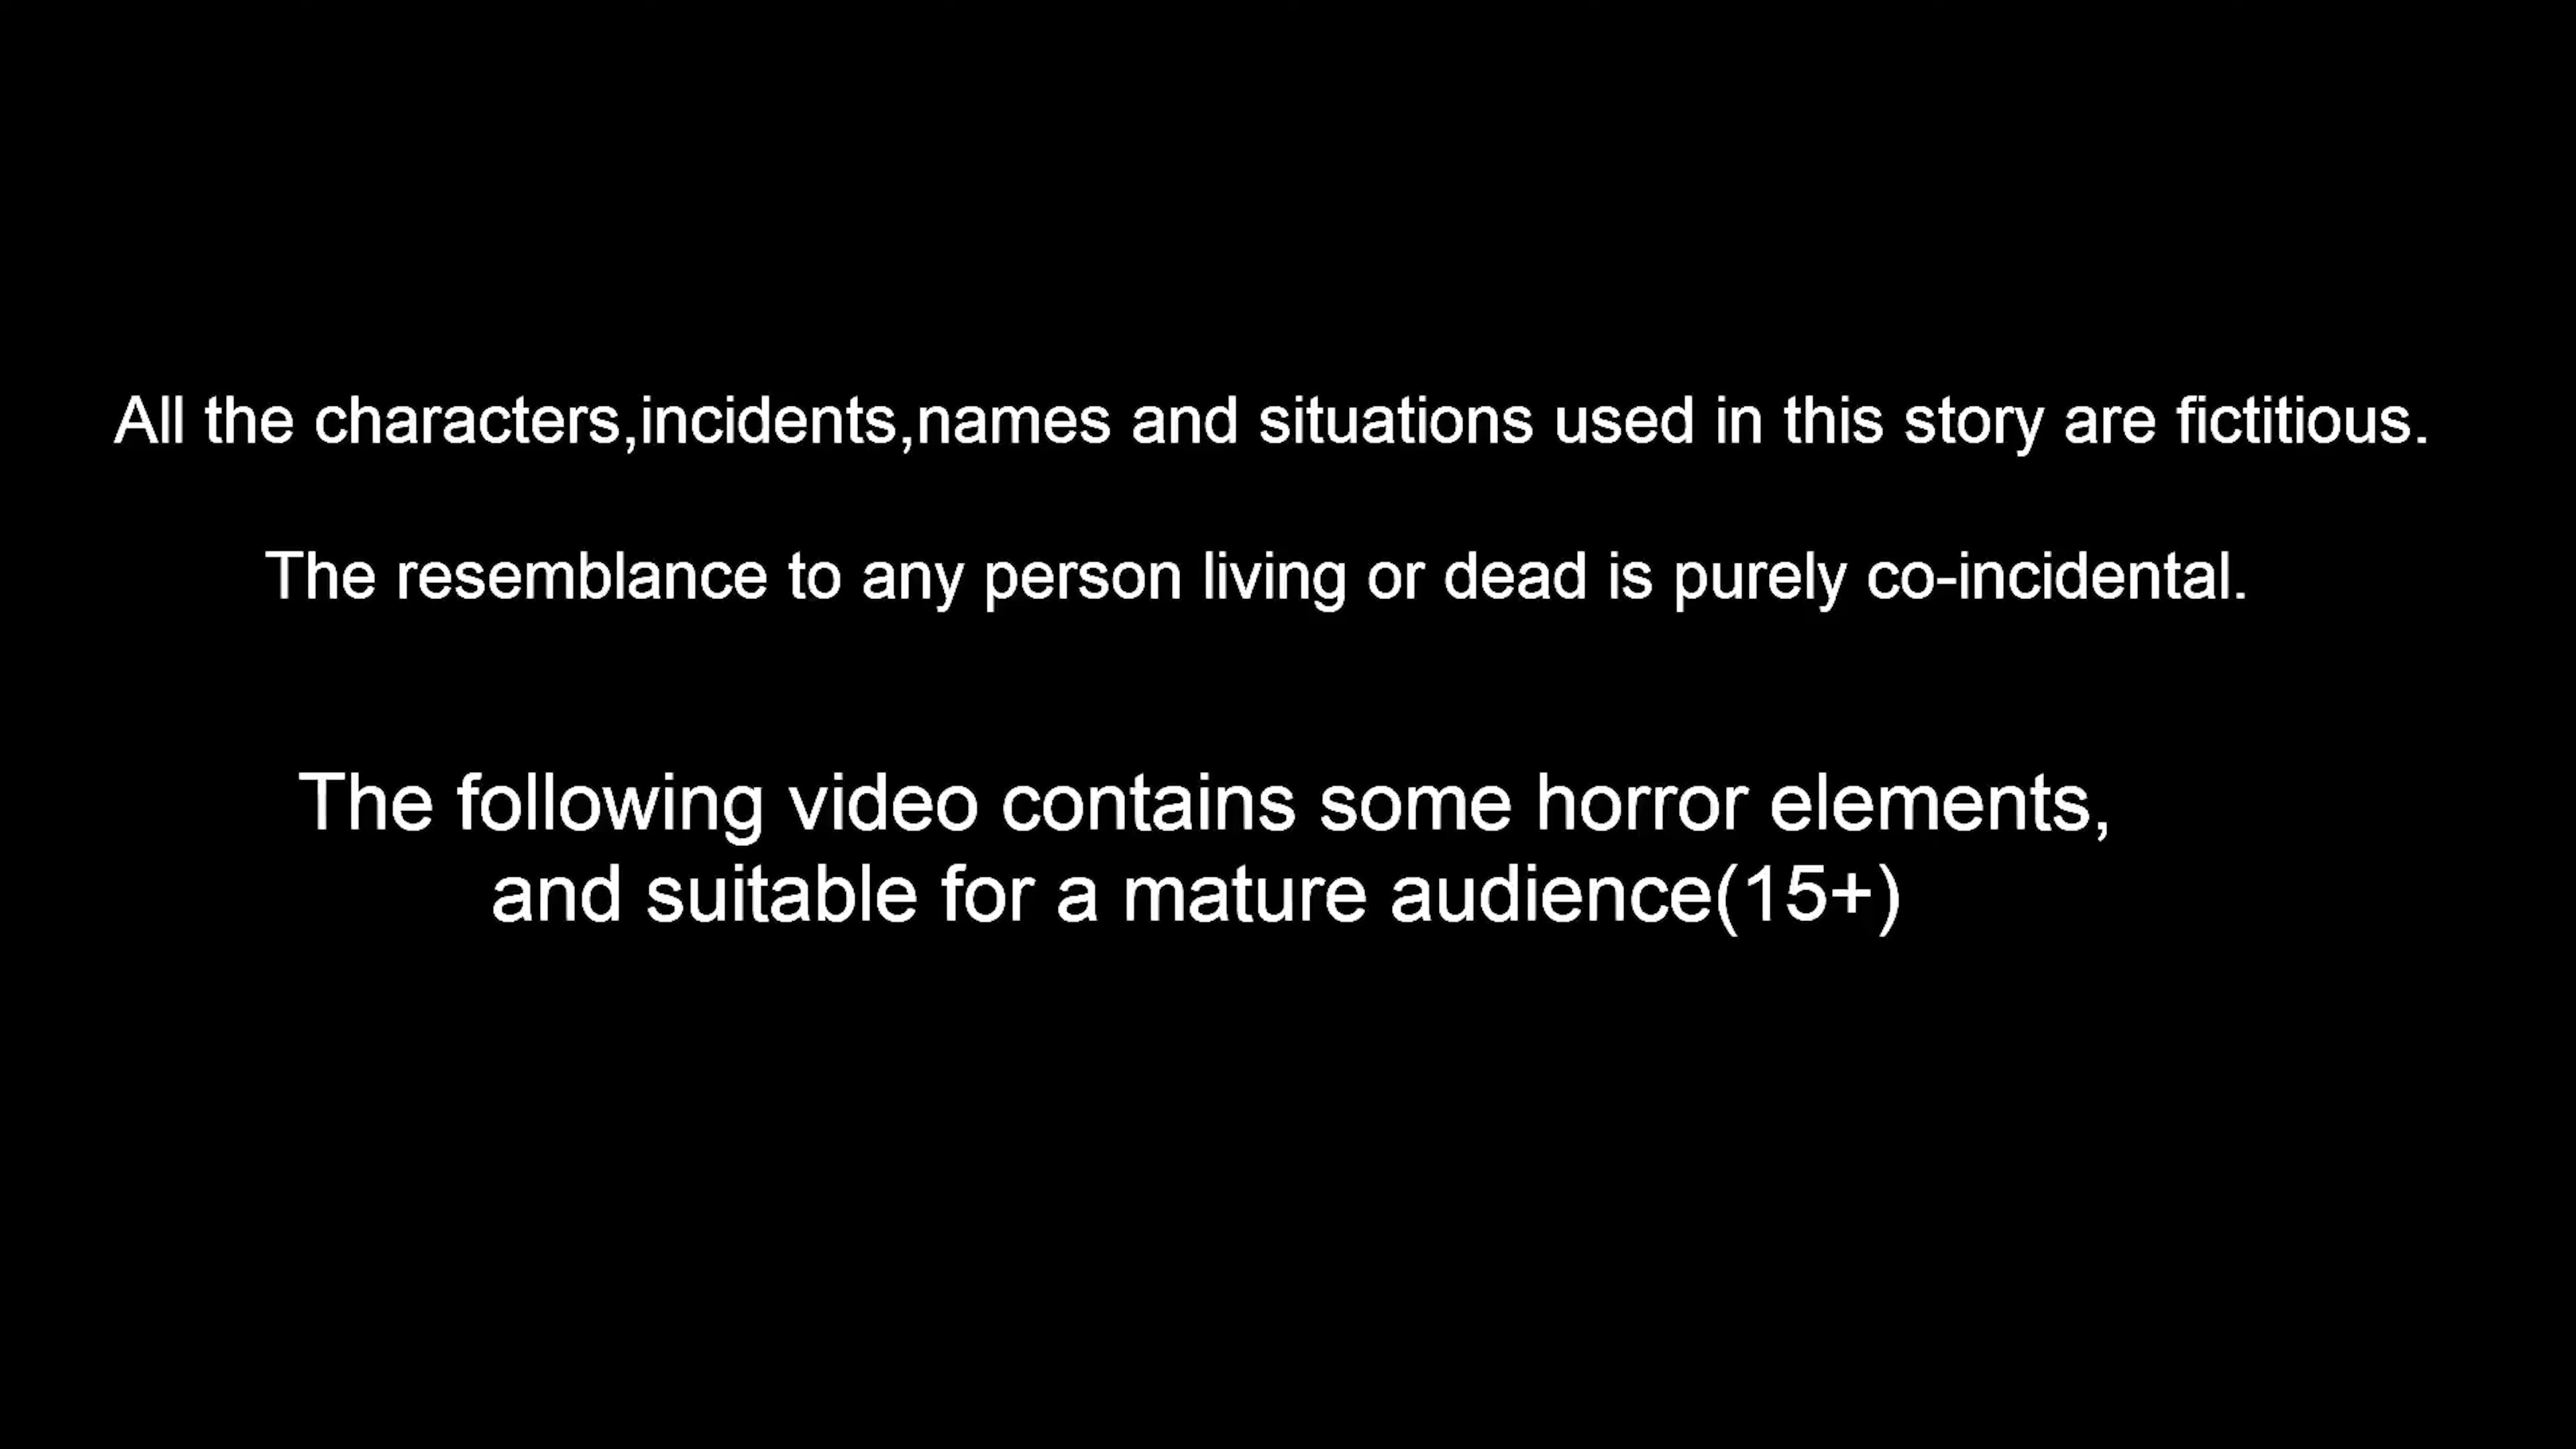 All the characters,incidents,names and situations used in this story are fictitious.
The resemblance to any person living or dead is purely co-incidental.
The following video contains some horror elements,
and suitable for a mature audience(15+)